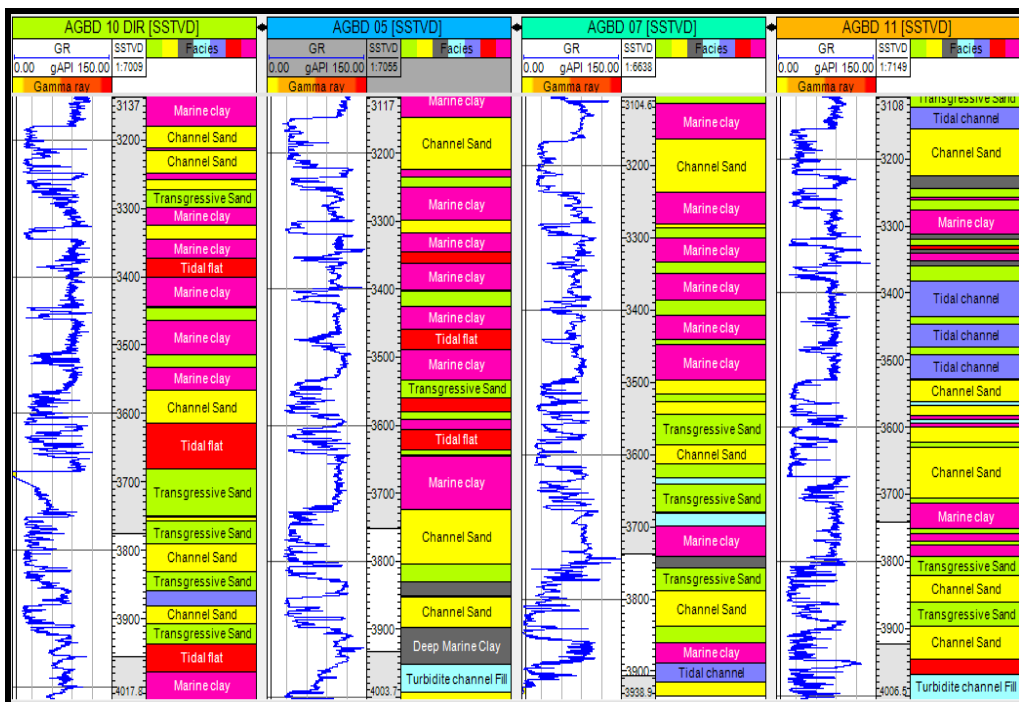 AGBD 10 DIR [SSTVD]
GR
SSTVD
Facies
0.00 gAPI 150.00
1:7009
Gamma ray
3137
3200
3300
3400
3500
3600
3700
3800
3900
4017.8
Marine clay
Channel Sand
Channel Sand
Transgressive Sand
Marine clay
Marine clay
Tidal flat
Marine clay
Marine clay
Marine clay
Channel Sand
Tidal flat
Transgressive Sand
Transgressive Sand
Channel Sand
Transgressive Sand
Channel Sand
Transgressive Sand
Tidal flat
Marine clay
AGBD 05 [SSTVD]
GR
SSTVD
Facies
0.00 gAPI 150.00
1:7055
Gamma ray
3117
3200
3300
3400
3500
3600
3700
3800
3900
4003.7
Marine clay
Channel Sand
Marine clay
Marine clay
Marine clay
Marine clay
Tidal flat
Marine clay
Transgressive Sand
Tidal flat
Marine clay
Channel Sand
Channel Sand
Deep Marine Clay
Turbidite channel Fill
AGBD 07 [SSTVD]
GR
SSTVD
Facies
0.00 gAPI 150.00
1:6638
Gamma ray
3104.6
3200
3300
3400
3500
3600
3700
3800
3900
3938.9
Marine clay
Channel Sand
Marine clay
Marine clay
Marine clay
Marine clay
Marine clay
Transgressive Sand
Channel Sand
Transgressive Sand
Marine clay
Transgressive Sand
Channel Sand
Marine clay
Tidal channel
AGBD 11 [SSTVD]
GR
SSTVD
Facies
0.00 gAPI 150.00
1:7149
Gamma ray
3108
3200
3300
3400
3500
3600
3700
3800
3900
4006.5
Transgressive Sand
Tidal channel
Channel Sand
Marine clay
Tidal channel
Tidal channel
Tidal channel
Channel Sand
Channel Sand
Marine clay
Transgressive Sand
Channel Sand
Transgressive Sand
Channel Sand
Turbidite channel Fill